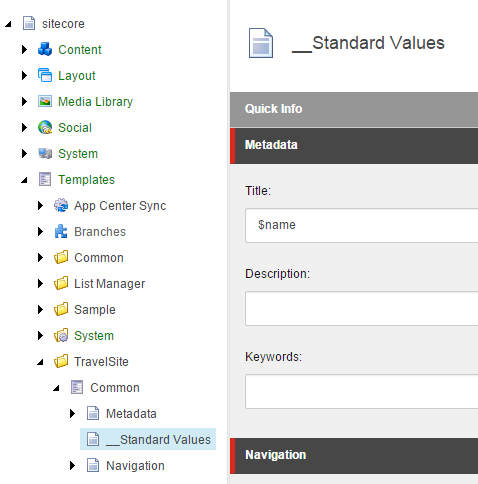 sitecore
Content
Layout
Media Library
Social
System
Templates
App Center Sync
Branches
Common
List Manager
Sample
System
TravelSite
Common
Metadata
__Standard Values
Navigation
__Standard Values
Quick Info
Metadata
Title:
$name
Description:
Keywords:
Navigation